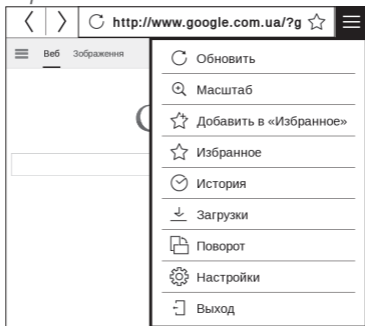 http://www.google.com.ua/?g
Веб Зображення
Обновить
Масштаб
Добавить в «Избранное»
Избранное
История
Загрузки
Поворот
Настройки
Выход